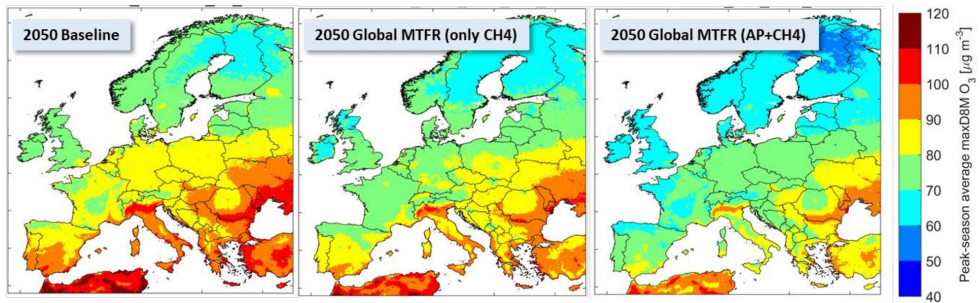 2050 Baseline
2050 Global MTFR (only CH4)
2050 Global MTFR (AP+CH4)
120
110
100
90
80
70
60
50
40
Peak-season average maxD8M O3 [µg m-3]